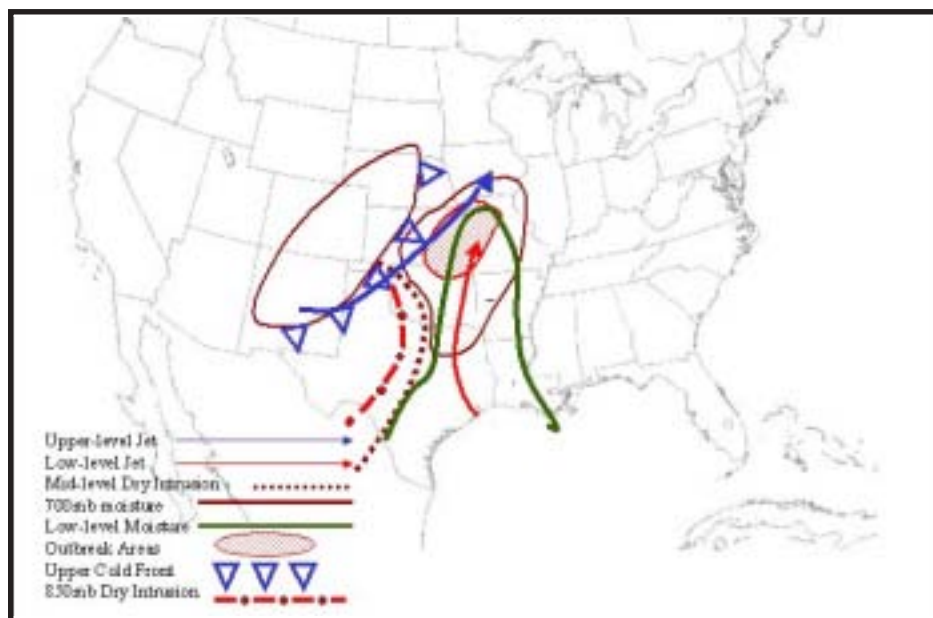 Upper-level Jet
Low-level Jet
Mid-level Dry Intrusion
700mb moisture
Low-level Moisture
Outbreak Areas
Upper Cold Front
850mb Dry Intrusion